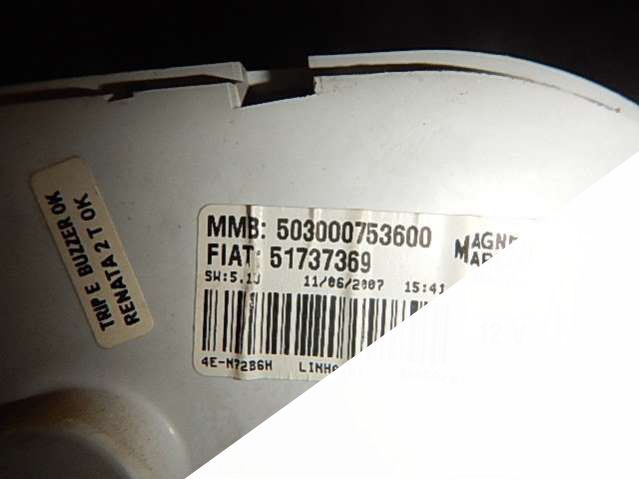 TRIP E BUZZER OK
RENATA 2 T OK
MMB: 503000753600
FIAT: 51737369
SW:5.1J 11/06/2007 15:41
4E-M72B6M